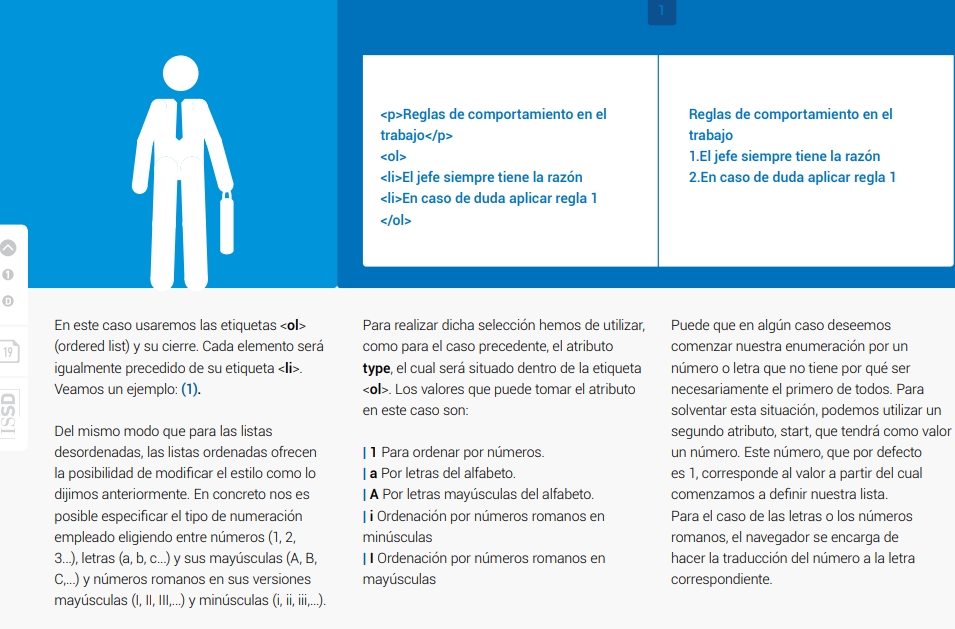 1
<p>Reglas de comportamiento en el
trabajo</p>
<ol>
<li>El jefe siempre tiene la razón
<li>En caso de duda aplicar regla 1
</ol>
Reglas de comportamiento en el
trabajo
1.El jefe siempre tiene la razón
2.En caso de duda aplicar regla 1
1
D
19
ISSD
En este caso usaremos las etiquetas <ol>
(ordered list) y su cierre. Cada elemento será
igualmente precedido de su etiqueta <li>.
Veamos un ejemplo: (1).
Del mismo modo que para las listas
desordenadas, las listas ordenadas ofrecen
la posibilidad de modificar el estilo como lo
dijimos anteriormente. En concreto nos es
posible especificar el tipo de numeración
empleado eligiendo entre números (1, 2,
3...), letras (a, b, c...) y sus mayúsculas (A, B,
C,...) y números romanos en sus versiones
mayúsculas (I, II, III,...) y minúsculas (i, ii, iii,...).
Para realizar dicha selección hemos de utilizar,
como para el caso precedente, el atributo
type, el cual será situado dentro de la etiqueta
<ol>. Los valores que puede tomar el atributo
en este caso son:
| 1 Para ordenar por números.
| a Por letras del alfabeto.
| A Por letras mayúsculas del alfabeto.
| i Ordenación por números romanos en
minúsculas
| I Ordenación por números romanos en
mayúsculas
Puede que en algún caso deseemos
comenzar nuestra enumeración por un
número o letra que no tiene por qué ser
necesariamente el primero de todos. Para
solventar esta situación, podemos utilizar un
segundo atributo, start, que tendrá como valor
un número. Este número, que por defecto
es 1, corresponde al valor a partir del cual
comenzamos a definir nuestra lista.
Para el caso de las letras o los números
romanos, el navegador se encarga de
hacer la traducción del número a la letra
correspondiente.